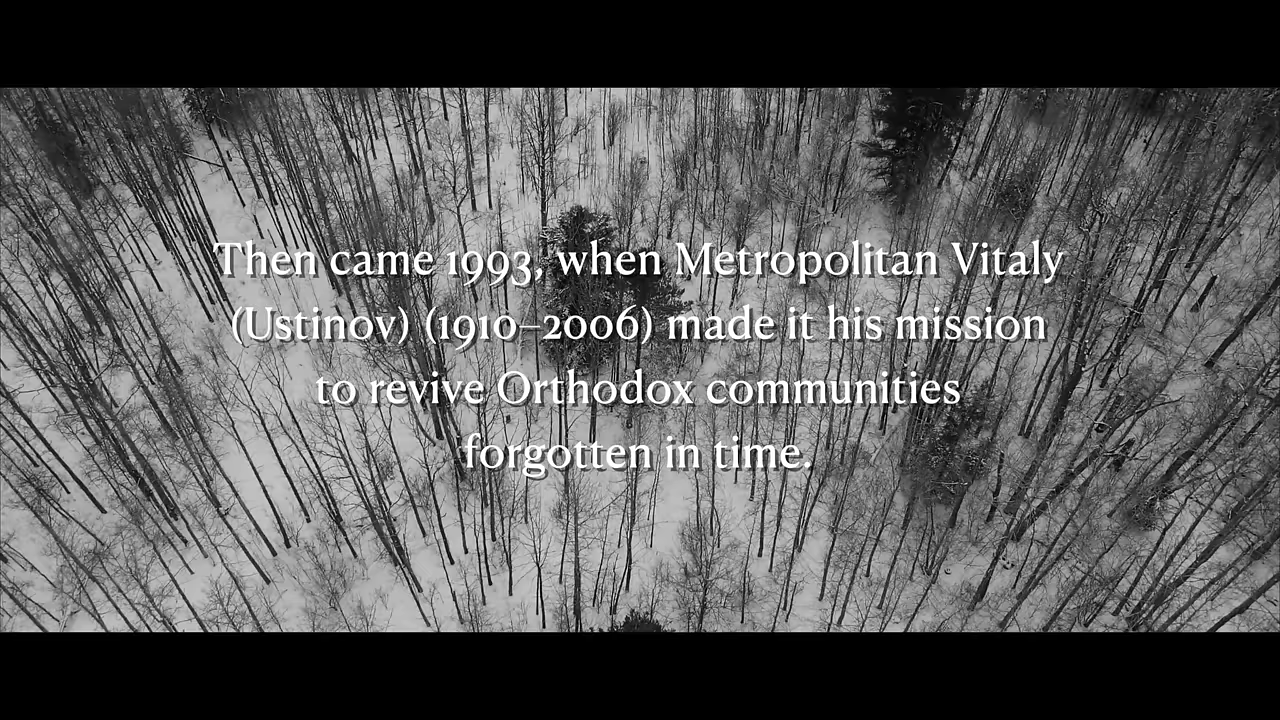 Then came 1993, when Metropolitan Vitaly
(Ustinov) (1910–2006) made it his mission
to revive Orthodox communities
forgotten in time.